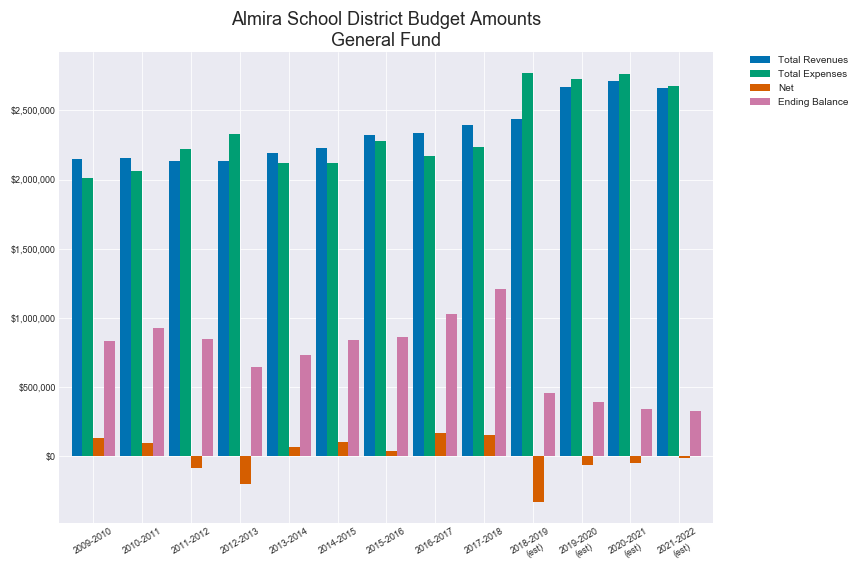 Almira School District Budget Amounts
General Fund
Total Revenues
Total Expenses
Net
Ending Balance
$2,500,000
$2,000,000
$1,500,000
$1,000,000
$500,000
$0
2009-2010
2010-2011
2011-2012
2012-2013
2013-2014
2014-2015
2015-2016
2016-2017
2017-2018
2018-2019
(est)
2019-2020
(est)
2020-2021
(est)
2021-2022
(est)